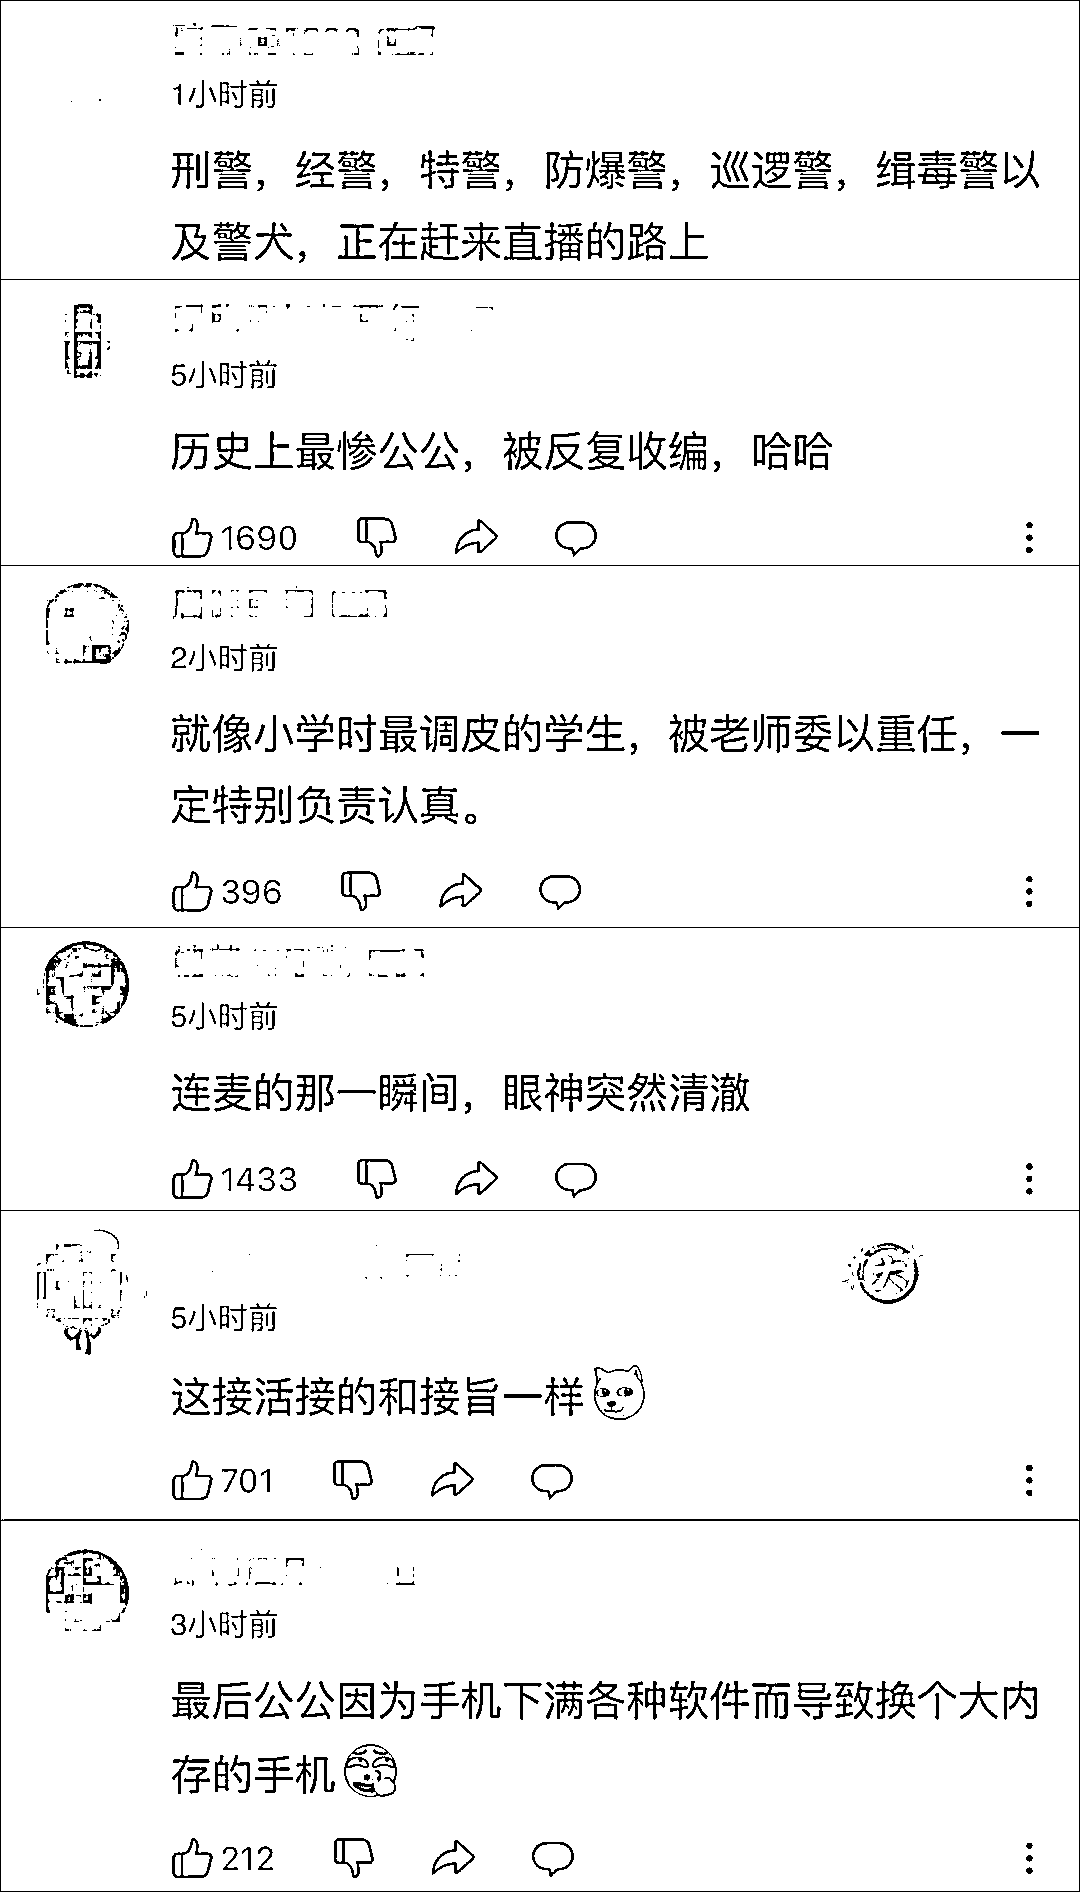 1小时前
刑警，经警，特警，防爆警，巡逻警，缉毒警以
及警犬，正在赶来直播的路上
5小时前
历史上最惨公公，被反复收编，哈哈
1690
2小时前
就像小学时最调皮的学生，被老师委以重任，一
定特别负责认真。
396
5小时前
连麦的那一瞬间，眼神突然清澈
1433
5小时前
这接活接的和接旨一样
701
3小时前
最后公公因为手机下满各种软件而导致换个大内
存的手机
212